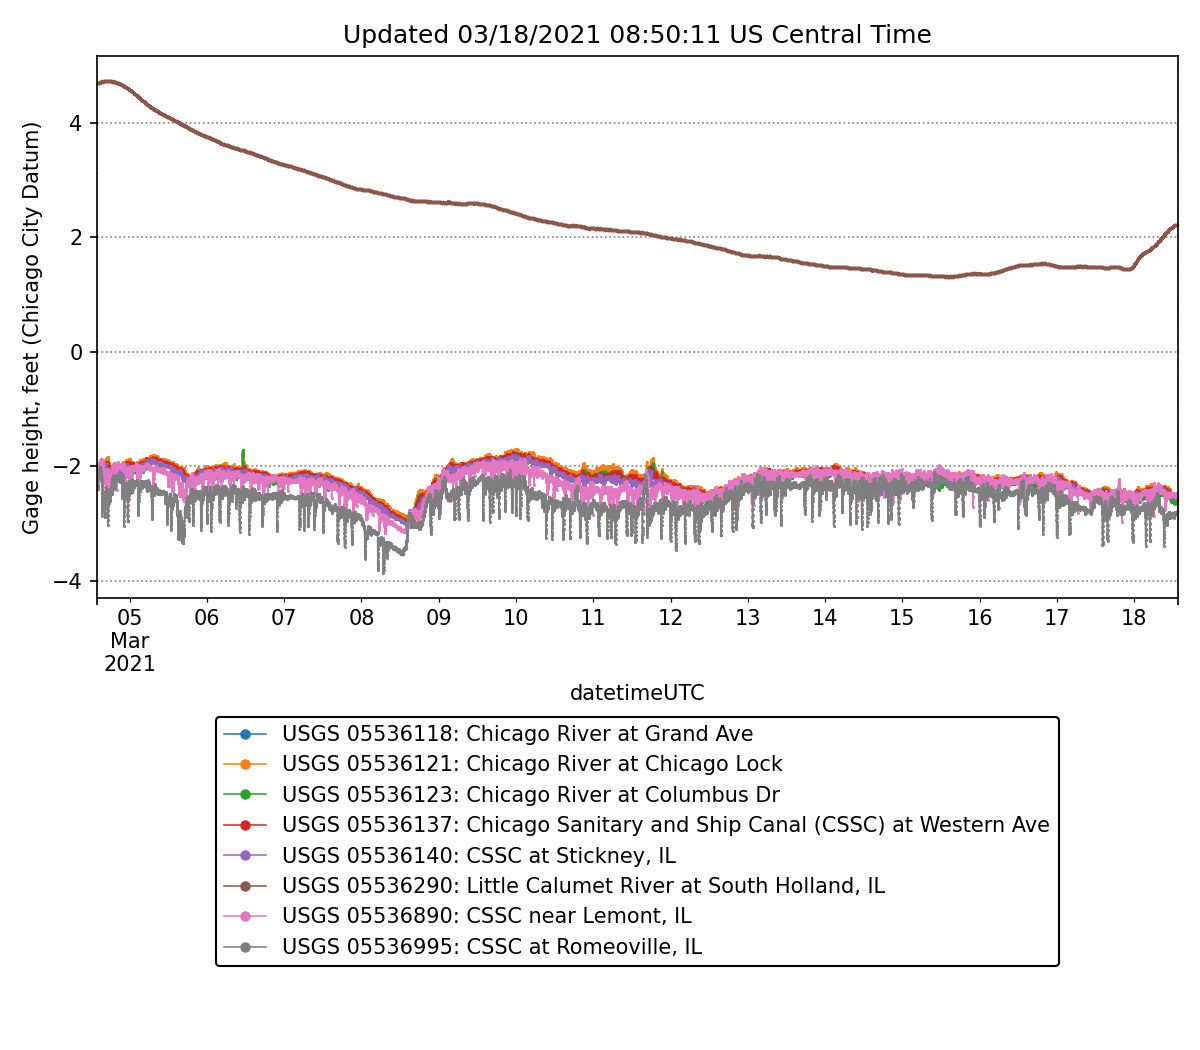 Updated 03/18/2021 08:50:11 US Central Time
Gage height, feet (Chicago City Datum)
4
2
0
−2
−4
05 06 07 08 09 10 11 12 13 14 15 16 17 18
Mar
2021
datetimeUTC
USGS 05536118: Chicago River at Grand Ave
USGS 05536121: Chicago River at Chicago Lock
USGS 05536123: Chicago River at Columbus Dr
USGS 05536137: Chicago Sanitary and Ship Canal (CSSC) at Western Ave
USGS 05536140: CSSC at Stickney, IL
USGS 05536290: Little Calumet River at South Holland, IL
USGS 05536890: CSSC near Lemont, IL
USGS 05536995: CSSC at Romeoville, IL